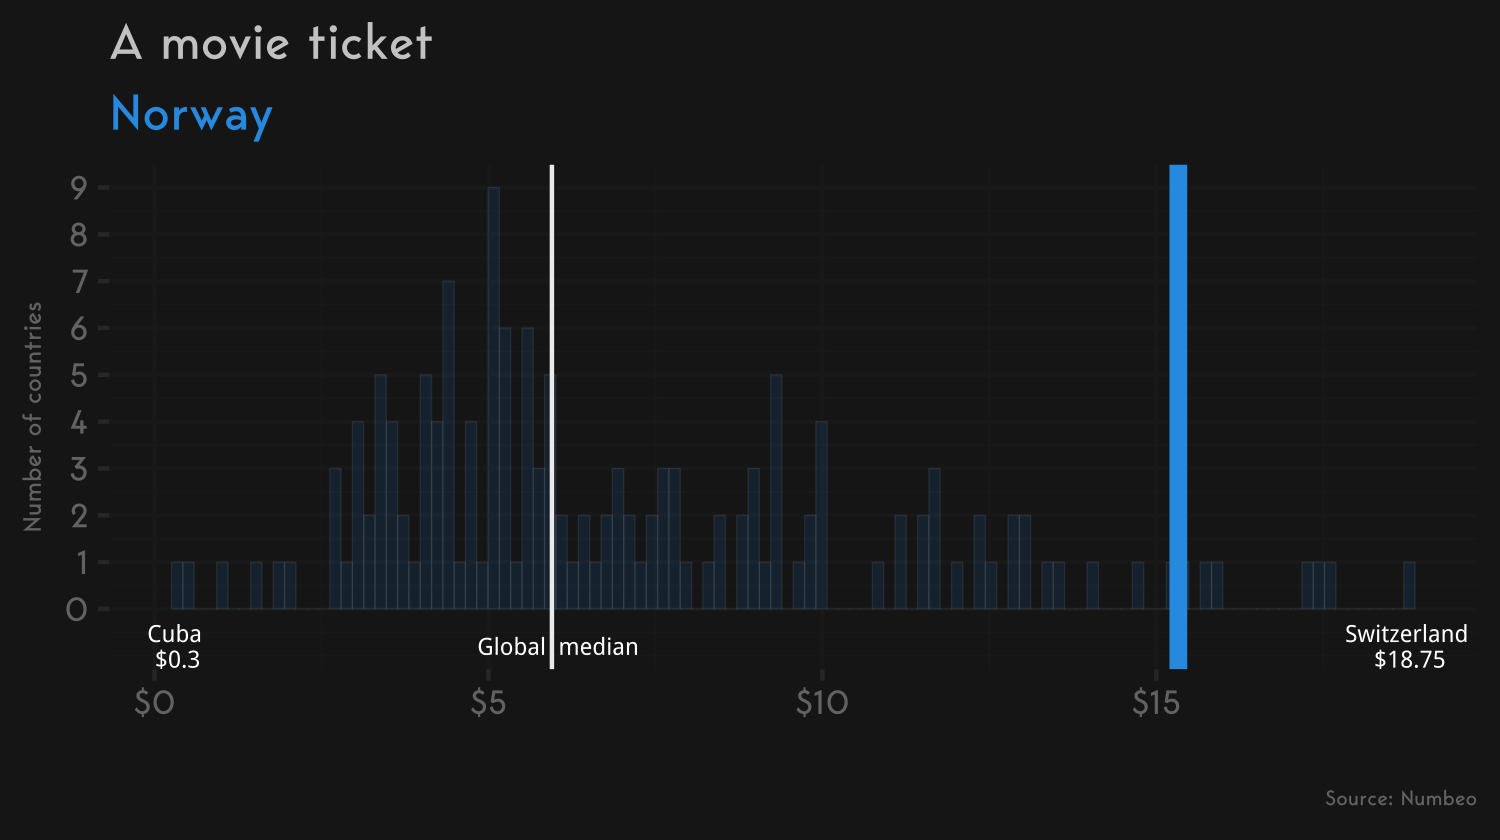 A movie ticket
Norway
Number of countries
9
8
7
6
5
4
3
2
1
0
Cuba
$0.3
Global median
Switzerland
$18.75
$0
$5
$10
$15
Source: Numbeo